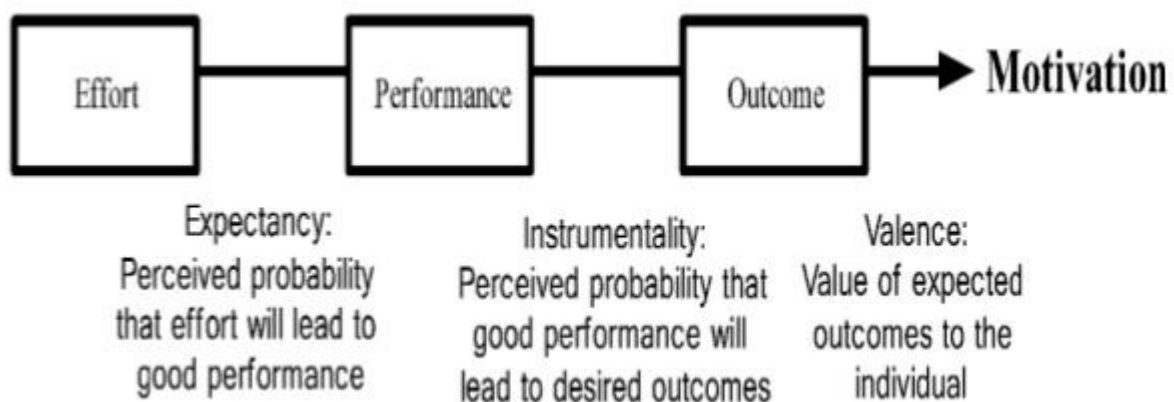 Effort
Performance
Outcome
Motivation
Expectancy:
Perceived probability
that effort will lead to
good performance
Instrumentality:
Perceived probability that
good performance will
lead to desired outcomes
Valence:
Value of expected
outcomes to the
individual